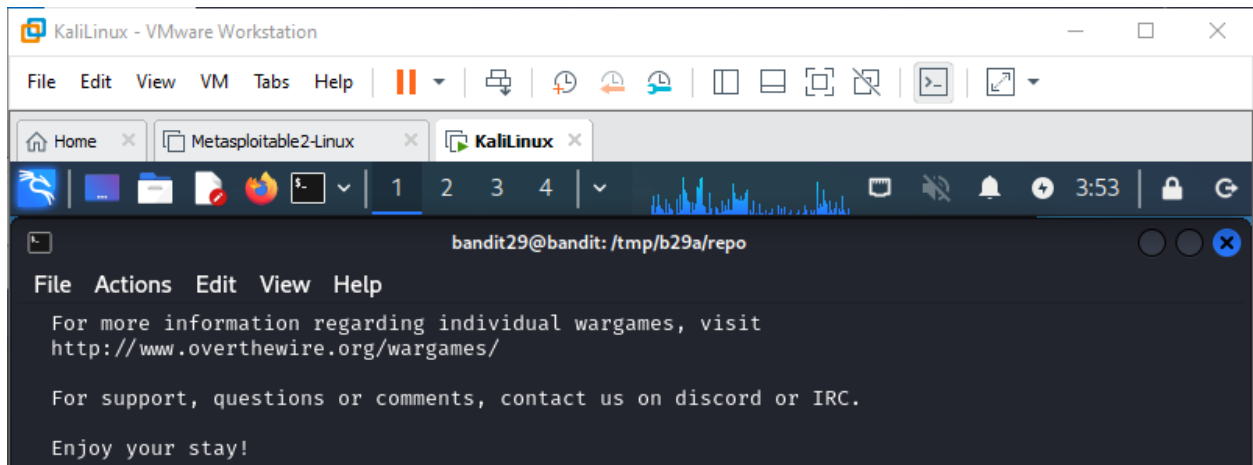 KaliLinux - VMware Workstation
File Edit View VM Tabs Help
Home Metasploitable2-Linux KaliLinux
1 2 3 4 3:53
bandit29@bandit: /tmp/b29a/repo
File Actions Edit View Help
For more information regarding individual wargames, visit
http://www.overthewire.org/wargames/
For support, questions or comments, contact us on discord or IRC.
Enjoy your stay!